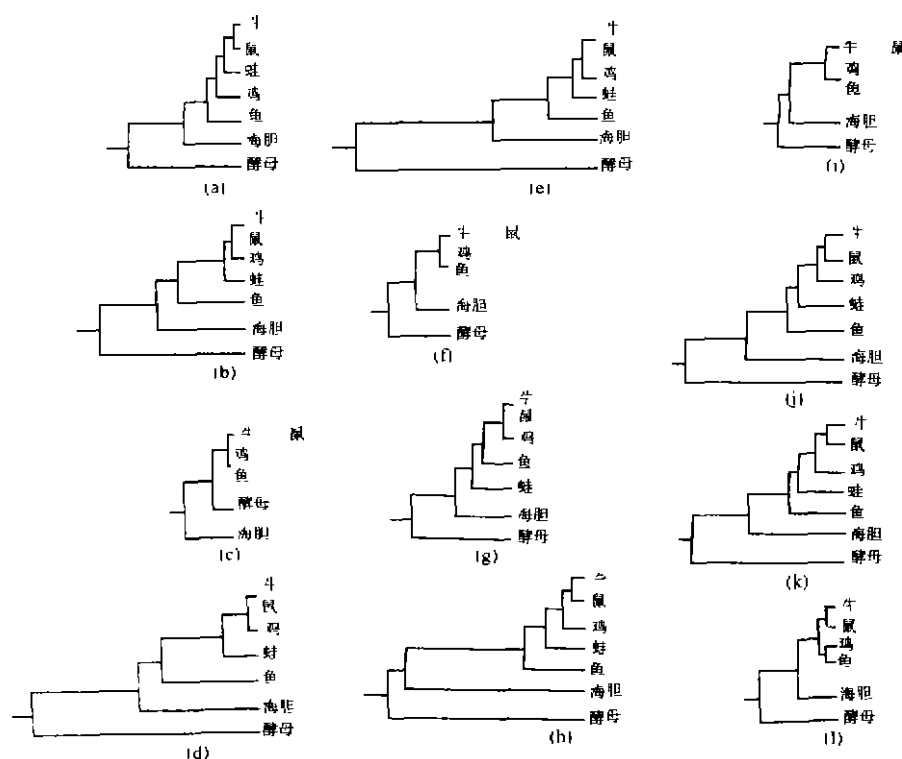 牛
鼠
蛙
鸡
鱼
海胆
酵母
(a)
牛
鼠
鸡
蛙
鱼
海胆
酵母
(b)
牛 鼠
鸡
鱼
酵母
海胆
(c)
牛
鼠
鸡
蛙
鱼
海胆
酵母
(d)
牛
鼠
鸡
蛙
鱼
海胆
酵母
(e)
牛 鼠
鸡
鱼
海胆
酵母
(f)
牛
鼠
鸡
鱼
蛙
海胆
酵母
(g)
牛
鼠
鸡
蛙
鱼
海胆
酵母
(h)
牛 鼠
鸡
鱼
海胆
酵母
(i)
牛
鼠
鸡
蛙
鱼
海胆
酵母
(j)
牛
鼠
鸡
蛙
鱼
海胆
酵母
(k)
牛
鼠
鸡
鱼
海胆
酵母
(l)